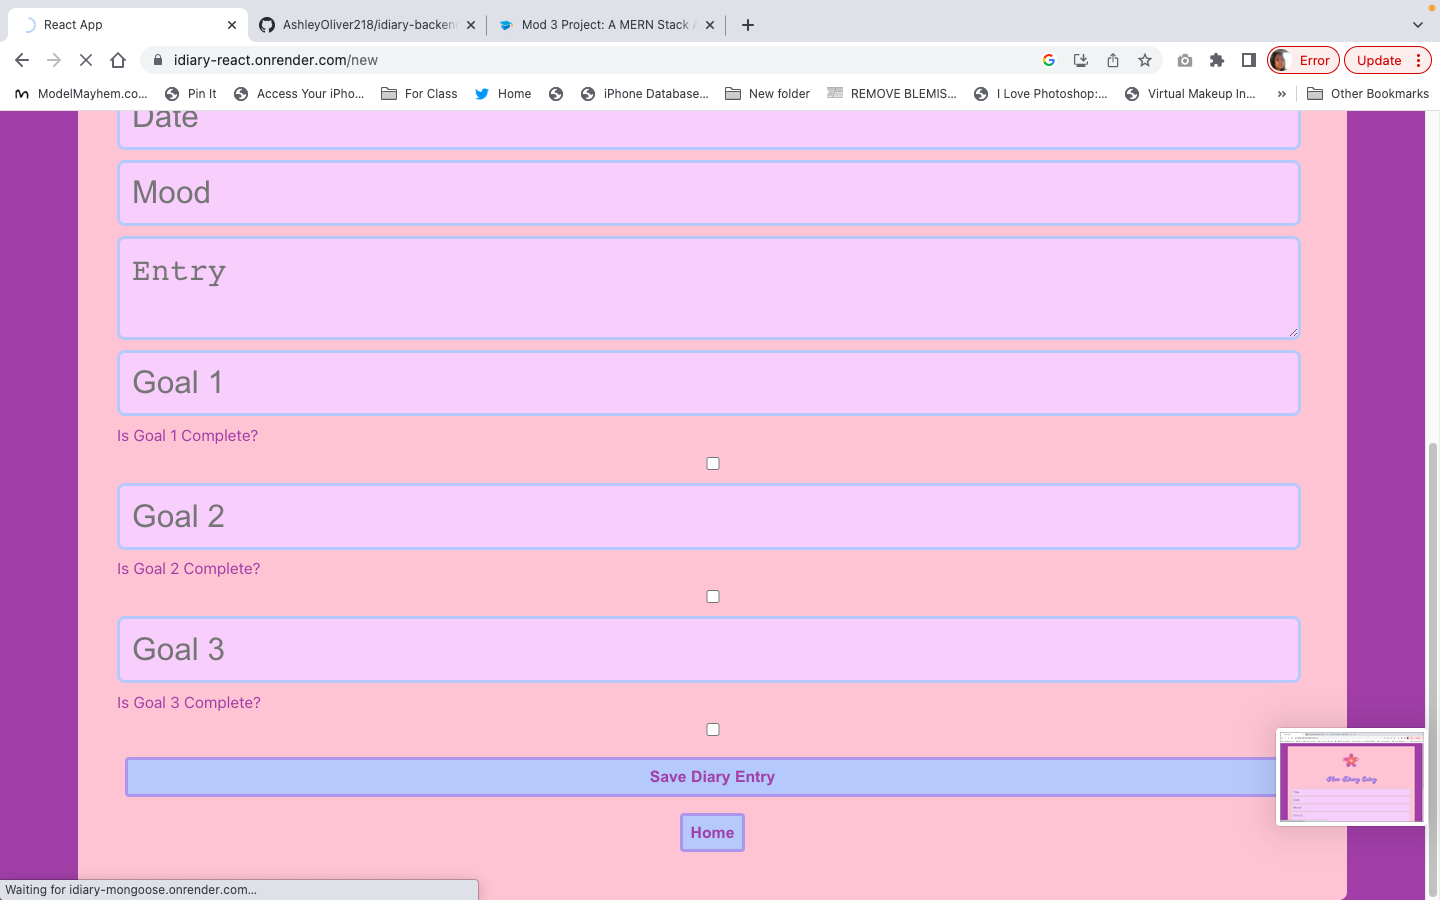 React App
AshleyOliver218/idiary-backen
Mod 3 Project: A MERN Stack A
idiary-react.onrender.com/new
Error
Update
ModelMayhem.co...
Pin It
Access Your iPho...
For Class
Home
iPhone Database...
New folder
REMOVE BLEMIS...
I Love Photoshop:...
Virtual Makeup In...
»
Other Bookmarks
Date
Mood
Entry
Goal 1
Is Goal 1 Complete?
Goal 2
Is Goal 2 Complete?
Goal 3
Is Goal 3 Complete?
Save Diary Entry
New Diary Entry
Home
Waiting for idiary-mongoose.onrender.com...